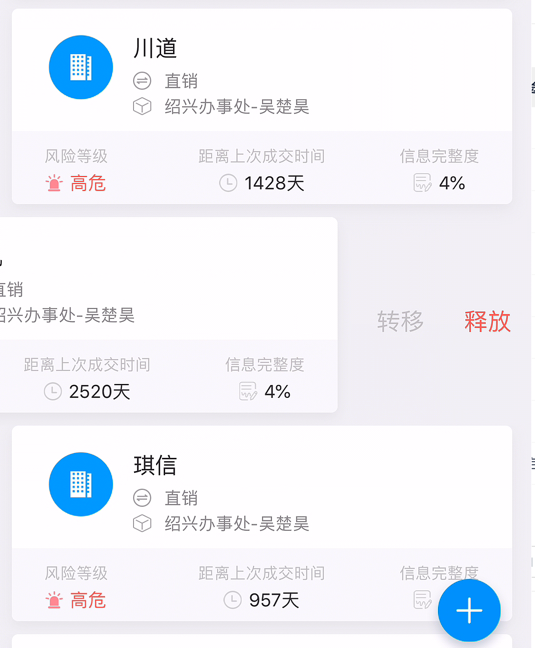 川道
直销
绍兴办事处-吴楚昊
风险等级 距离上次成交时间 信息完整度
高危 1428天 4%
直销
绍兴办事处-吴楚昊
转移 释放
距离上次成交时间 信息完整度
2520天 4%
琪信
直销
绍兴办事处-吴楚昊
风险等级 距离上次成交时间 信息完整度
高危 957天